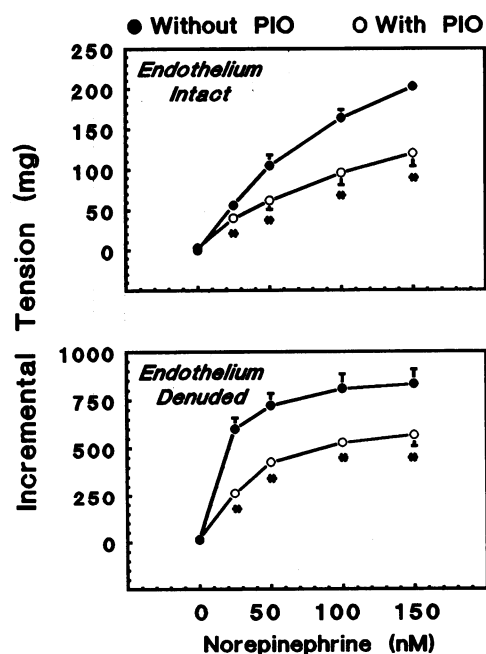 ● Without PIO ○ With PIO
250
200
150
100
50
0
Endothelium
Intact
Incremental Tension (mg)
1000
750
500
250
0
Endothelium
Denuded
* * * *
* * * *
0 50 100 150
Norepinephrine (nM)